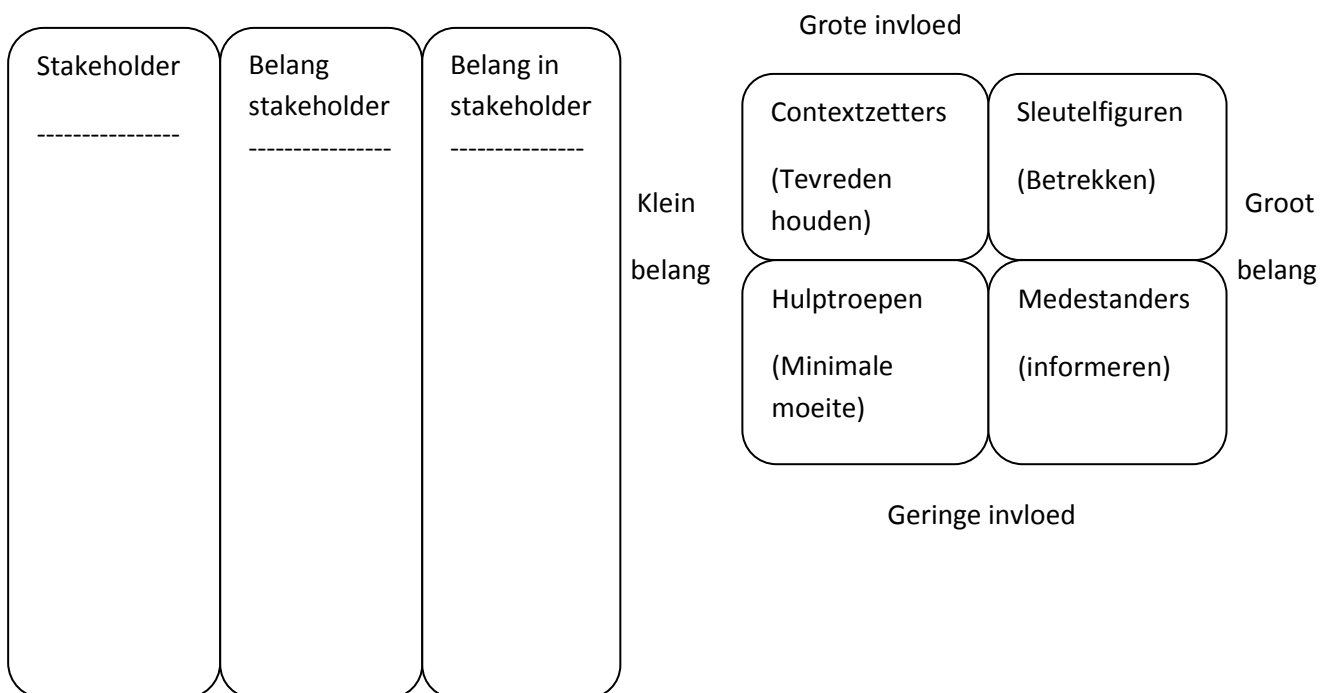 Stakeholder
----------------
Belang
stakeholder
----------------
Belang in
stakeholder
---------------
Grote invloed
Klein
belang
Contextzetters
(Tevreden
houden)
Sleutelfiguren
(Betrekken)
Groot
belang
Hulptroepen
(Minimale
moeite)
Medestanders
(informeren)
Geringe invloed